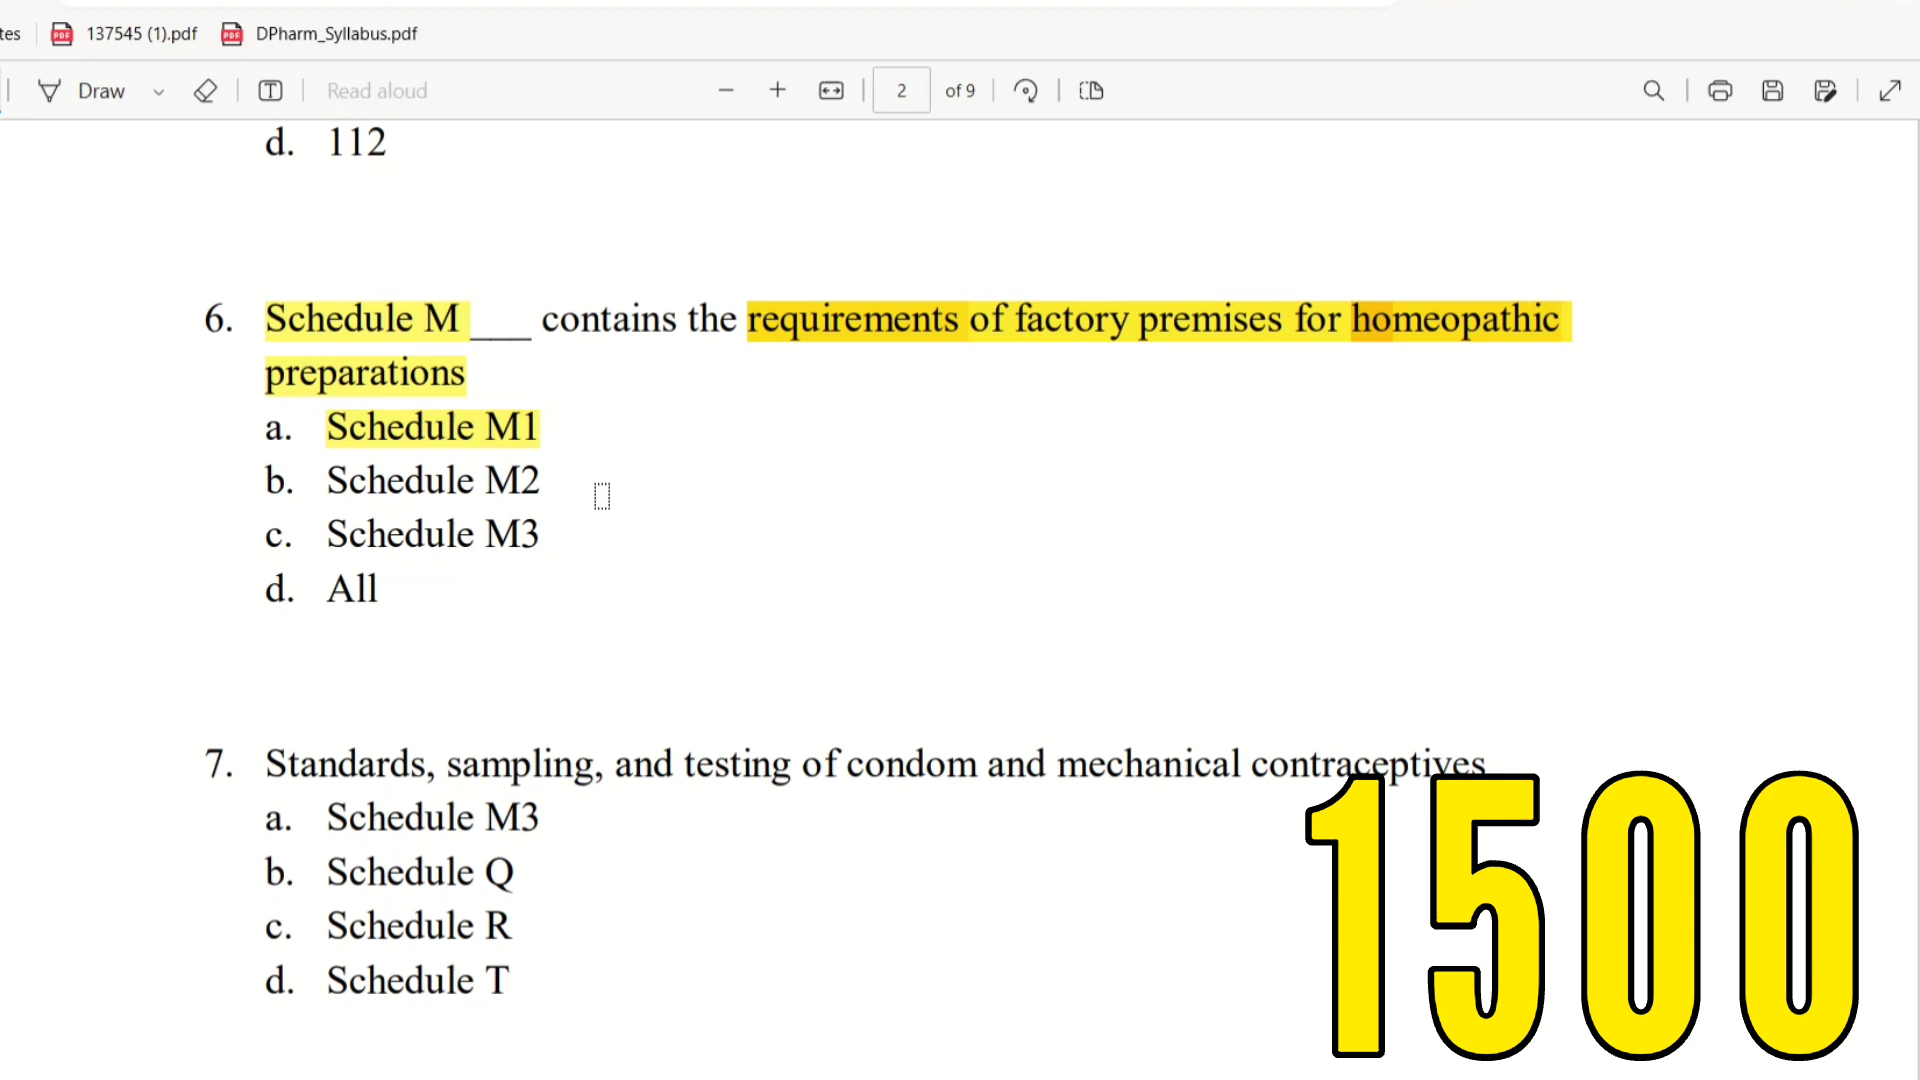 tes 137545 (1).pdf DPharm_Syllabus.pdf
Draw Read aloud 2 of 9
d. 112
6. Schedule M ___ contains the requirements of factory premises for homeopathic
preparations
a. Schedule M1
b. Schedule M2
c. Schedule M3
d. All
7. Standards, sampling, and testing of condom and mechanical contraceptives
a. Schedule M3
b. Schedule Q
c. Schedule R
d. Schedule T
1500